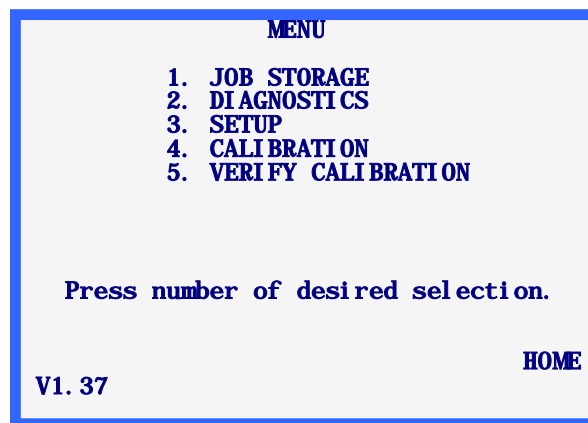 MENU
1. JOB STORAGE
2. DIAGNOSTICS
3. SETUP
4. CALIBRATION
5. VERIFY CALIBRATION
Press number of desired selection.
HOME
V1.37